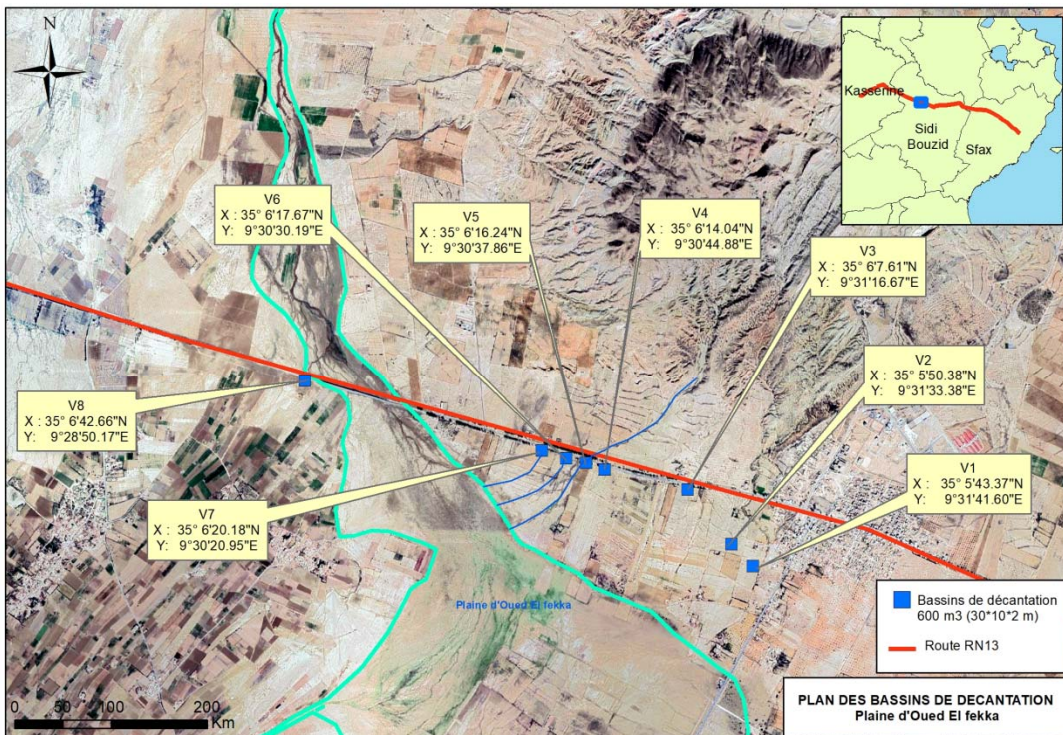 N
Kasserine
Sidi
Bouzid
Sfax
V6
X : 35° 6'17.67"N
Y: 9°30'30.19"E
V5
X : 35° 6'16.24"N
Y: 9°30'37.86"E
V4
X : 35° 6'14.04"N
Y: 9°30'44.88"E
V3
X : 35° 6'7.61"N
Y: 9°31'16.67"E
V2
X : 35° 5'50.38"N
Y: 9°31'33.38"E
V8
X : 35° 6'42.66"N
Y: 9°28'50.17"E
V1
X : 35° 5'43.37"N
Y: 9°31'41.60"E
V7
X : 35° 6'20.18"N
Y: 9°30'20.95"E
Plaine d'Oued El fekka
Bassins de décantation
600 m3 (30*10*2 m)
Route RN13
0 50 100 200
Km
PLAN DES BASSINS DE DECANTATION
Plaine d'Oued El fekka